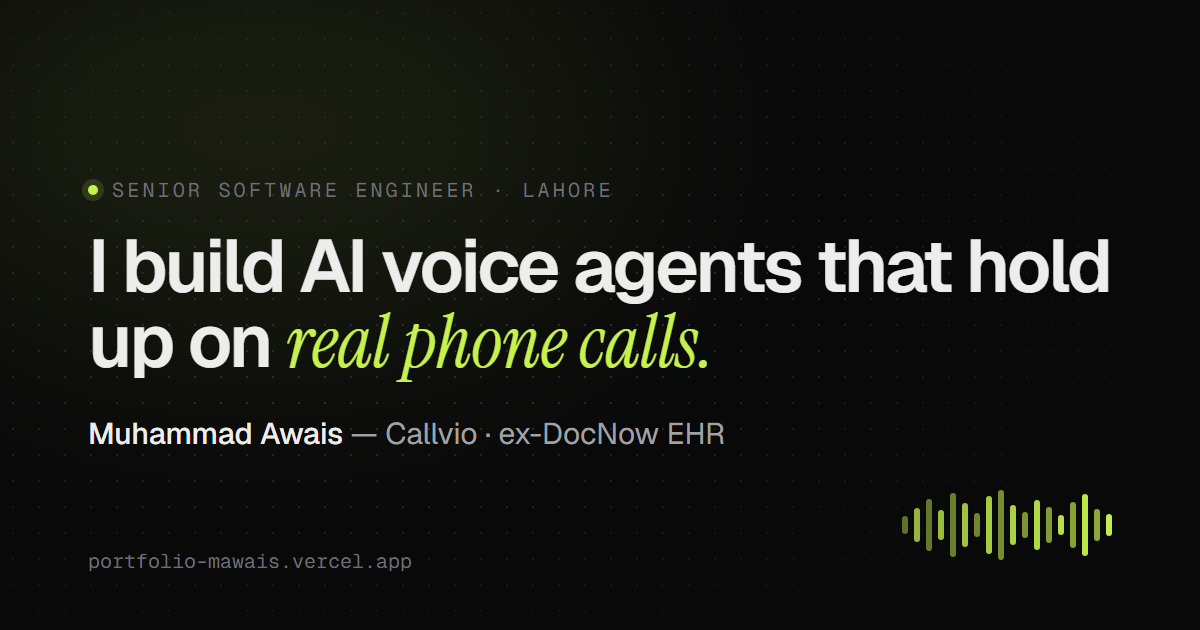 SENIOR SOFTWARE ENGINEER · LAHORE
I build AI voice agents that hold
up on real phone calls.
Muhammad Awais — Callvio · ex-DocNow EHR
portfolio-mawais.vercel.app